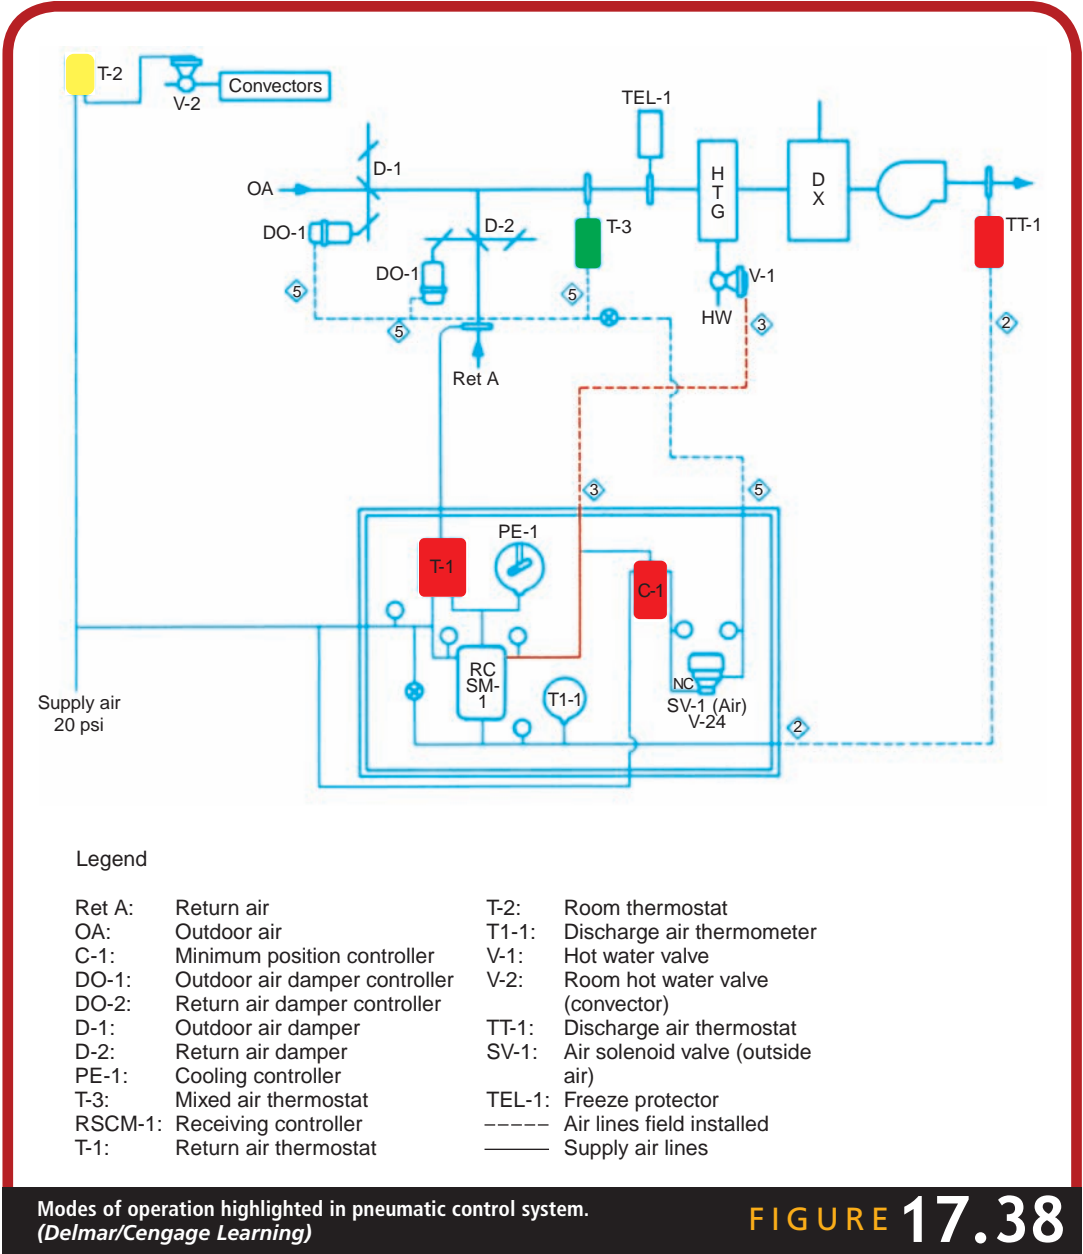 T-2
V-2
Convectors
TEL-1
D-1
OA
HTG
DX
DO-1
D-2
T-3
TT-1
DO-1
V-1
5
5
5
HW
3
2
Ret A
3
5
PE-1
T-1
C-1
RC
SM-
1
T1-1
NC
SV-1 (Air)
V-24
2
Supply air
20 psi
Legend
Ret A: Return air
OA: Outdoor air
C-1: Minimum position controller
DO-1: Outdoor air damper controller
DO-2: Return air damper controller
D-1: Outdoor air damper
D-2: Return air damper
PE-1: Cooling controller
T-3: Mixed air thermostat
RSCM-1: Receiving controller
T-1: Return air thermostat
T-2: Room thermostat
T1-1: Discharge air thermometer
V-1: Hot water valve
V-2: Room hot water valve
(convector)
TT-1: Discharge air thermostat
SV-1: Air solenoid valve (outside
air)
TEL-1: Freeze protector
Air lines field installed
Supply air lines
Modes of operation highlighted in pneumatic control system.
(Delmar/Cengage Learning)
FIGURE 17.38